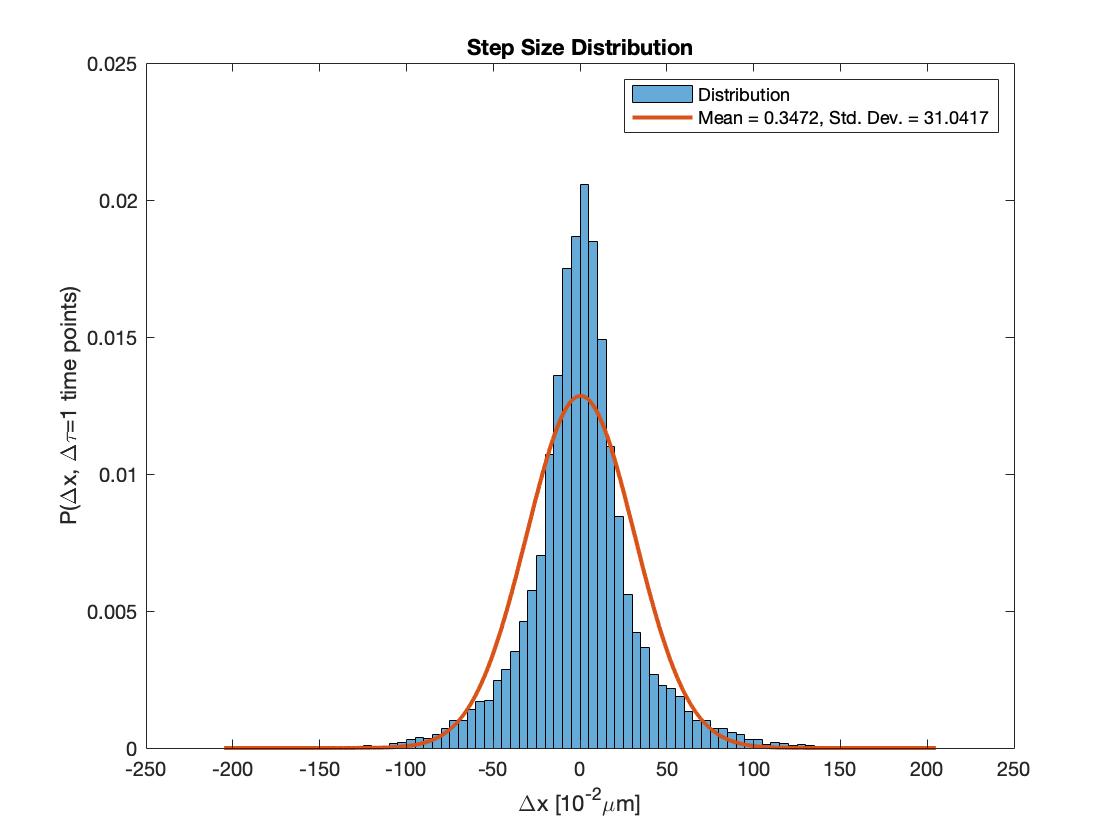 Step Size Distribution
0.025
0.02
0.015
0.01
0.005
0
P(Δx, Δτ=1 time points)
Distribution
Mean = 0.3472, Std. Dev. = 31.0417
-250 -200 -150 -100 -50 0 50 100 150 200 250
Δx [10⁻²μm]